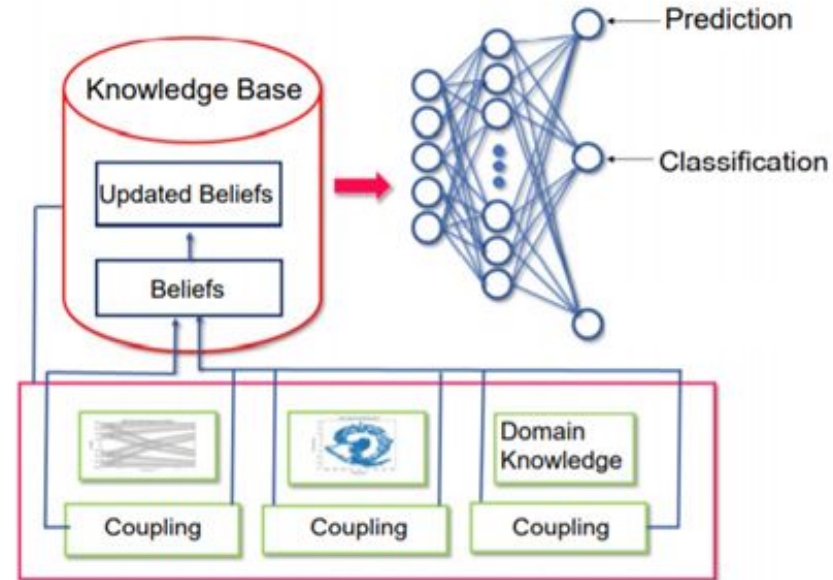 Prediction
Knowledge Base
Classification
Updated Beliefs
Beliefs
Domain
Knowledge
Coupling
Coupling
Coupling